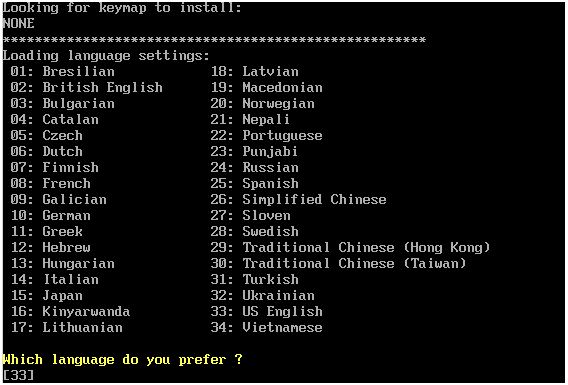 Looking for keymap to install:
NONE
*****************************************************
Loading language settings:
01: Bresilian 18: Latvian
02: British English 19: Macedonian
03: Bulgarian 20: Norwegian
04: Catalan 21: Nepali
05: Czech 22: Portuguese
06: Dutch 23: Punjabi
07: Finnish 24: Russian
08: French 25: Spanish
09: Galician 26: Simplified Chinese
10: German 27: Sloven
11: Greek 28: Swedish
12: Hebrew 29: Traditional Chinese (Hong Kong)
13: Hungarian 30: Traditional Chinese (Taiwan)
14: Italian 31: Turkish
15: Japan 32: Ukrainian
16: Kinyarwanda 33: US English
17: Lithuanian 34: Vietnamese
Which language do you prefer ?
[33]